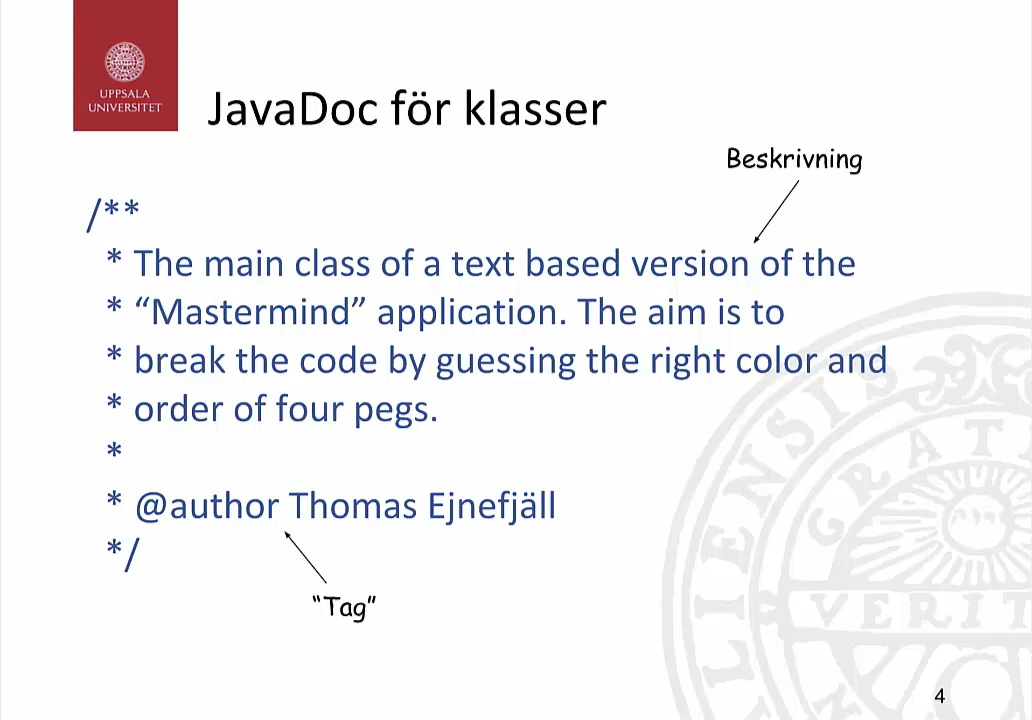 UPPSALA
UNIVERSITET
JavaDoc för klasser
Beskrivning
/**
* The main class of a text based version of the
* “Mastermind” application. The aim is to
* break the code by guessing the right color and
* order of four pegs.
*
* @author Thomas Ejnefjäll
*/
“Tag”
4